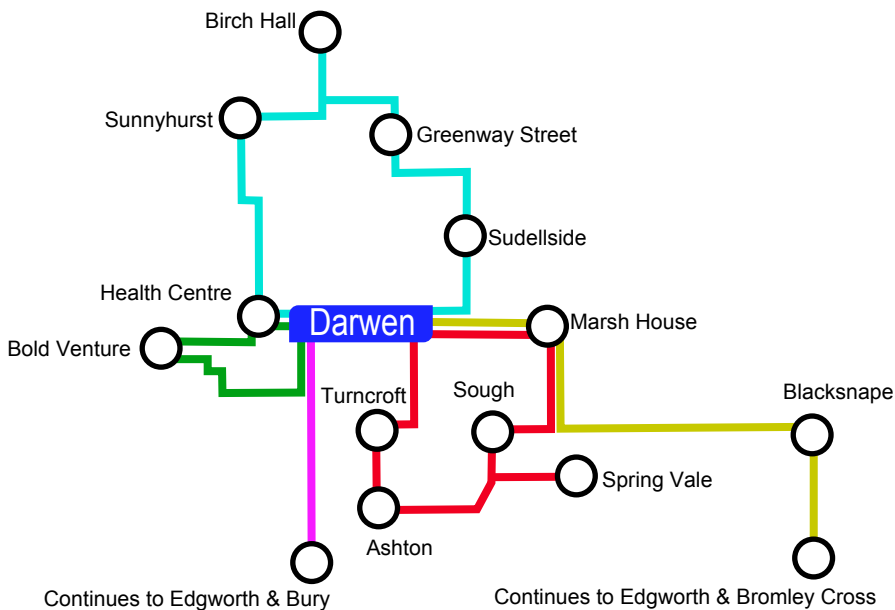 Birch Hall
Sunnyhurst
Greenway Street
Sudellside
Health Centre
Darwen
Marsh House
Bold Venture
Turncroft
Sough
Blacksnape
Spring Vale
Ashton
Continues to Edgworth & Bury
Continues to Edgworth & Bromley Cross